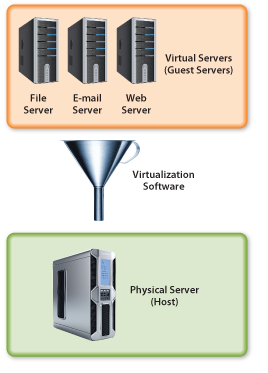 Virtual Servers
(Guest Servers)
File
Server
E-mail
Server
Web
Server
Virtualization
Software
Physical Server
(Host)